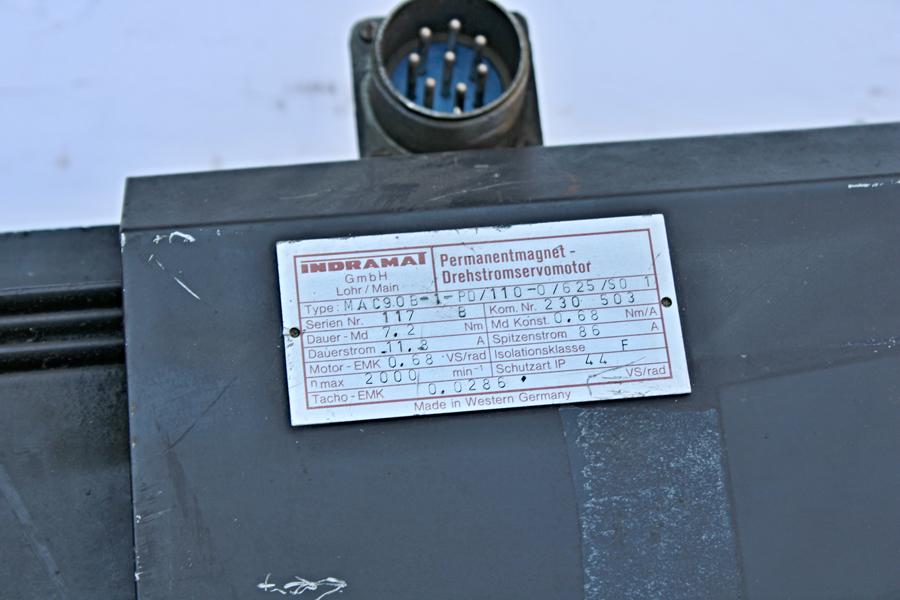 INDRAMAT
GmbH
Lohr/Main
Permanentmagnet -
Drehstromservomotor
Type: MAC90B-1-PD/110-0/625/S0 1
Serien Nr. 117 B Kom. Nr. 230 503
Dauer - Md 7,2 Nm Md Konst. 0.68 Nm/A
Dauerstrom 11.8 A Spitzenstrom 86 A
Motor - EMK 0,68 VS/rad Isolationsklasse F
n max 2000 min⁻¹ Schutzart IP 44
Tacho - EMK 0.0286 VS/rad
Made in Western Germany